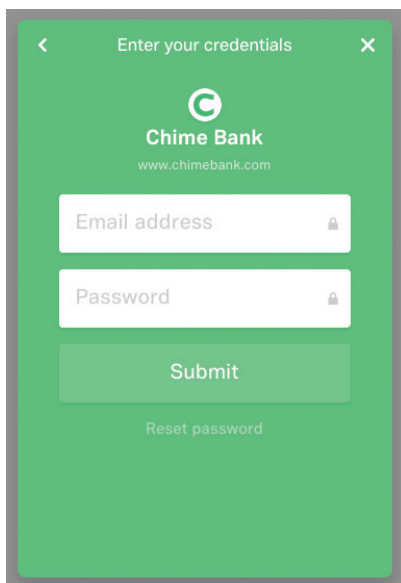 Enter your credentials
Chime Bank
www.chimebank.com
Email address
Password
Submit
Reset password